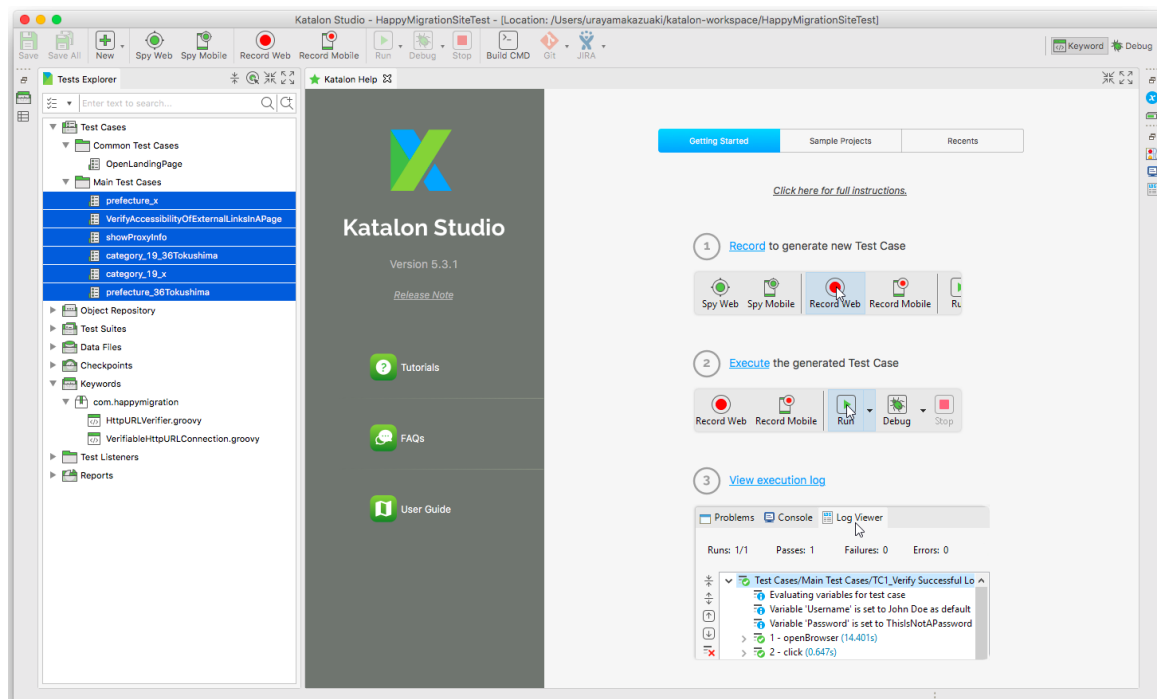 Katalon Studio - HappyMigrationSiteTest - [Location: /Users/urayamakazuaki/katalon-workspace/HappyMigrationSiteTest]
Save Save All New Spy Web Spy Mobile Record Web Record Mobile Run Debug Stop Build CMD Git JIRA Keyword Debug
Tests Explorer
Katalon Help
Enter text to search...
Test Cases
Common Test Cases
OpenLandingPage
Main Test Cases
prefecture_x
VerifyAccessibilityOfExternalLinksInAPage
showProxyInfo
category_19_36Tokushima
category_19_x
prefecture_36Tokushima
Object Repository
Test Suites
Data Files
Checkpoints
Keywords
com.happymigration
HttpURLVerifier.groovy
VerifiableHttpURLConnection.groovy
Test Listeners
Reports
Katalon Studio
Version 5.3.1
Release Note
Tutorials
FAQs
User Guide
Getting Started Sample Projects Recents
Click here for full instructions.
1 Record to generate new Test Case
Spy Web Spy Mobile Record Web Record Mobile Ru
2 Execute the generated Test Case
Record Web Record Mobile Run Debug Stop
3 View execution log
Problems Console Log Viewer
Runs: 1/1 Passes: 1 Failures: 0 Errors: 0
Test Cases/Main Test Cases/TC1_Verify Successful Lo
Evaluating variables for test case
Variable 'Username' is set to John Doe as default
Variable 'Password' is set to ThisIsNotAPassword
1 - openBrowser (14.401s)
2 - click (0.647s)